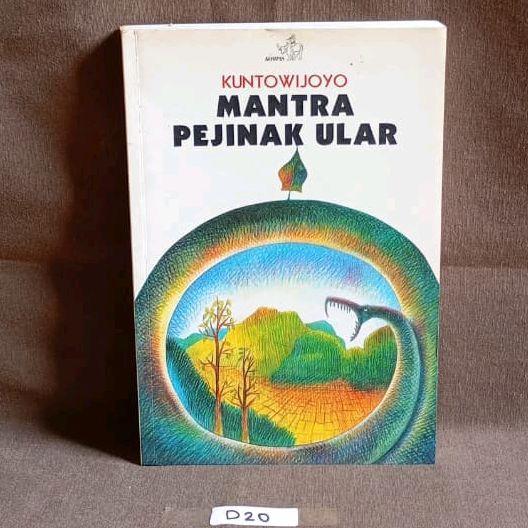 KUNTOWIJOYO
MANTRA
PEJINAK ULAR
D20